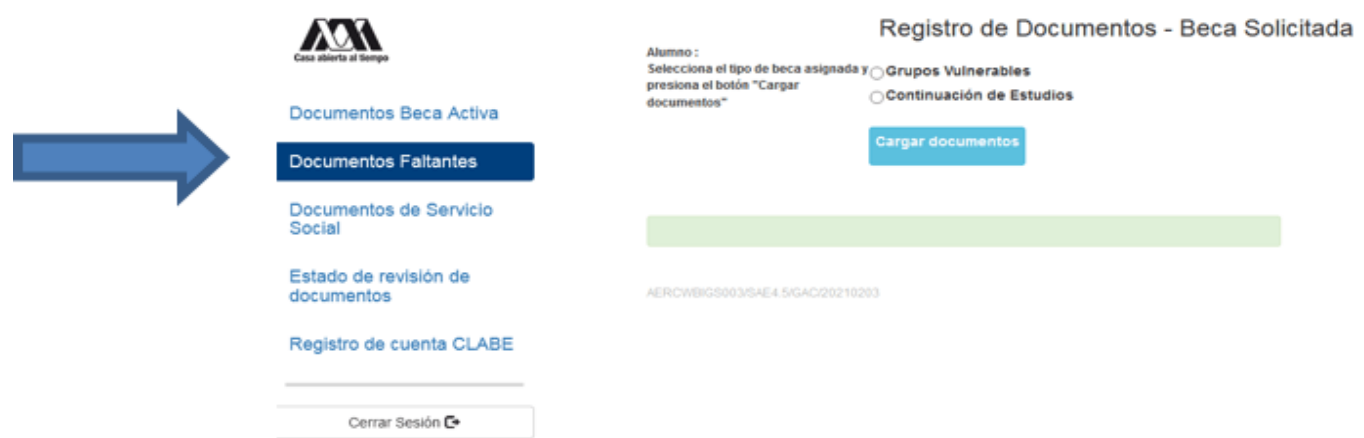 Casa abierta al tiempo
Documentos Beca Activa
Documentos Faltantes
Documentos de Servicio
Social
Estado de revisión de
documentos
Registro de cuenta CLABE
Cerrar Sesión
Registro de Documentos - Beca Solicitada
Alumno :
Selecciona el tipo de beca asignada y
presiona el botón "Cargar
documentos"
Grupos Vulnerables
Continuación de Estudios
Cargar documentos
AERCWBIGS003/SAE4.5/GAC/20210203